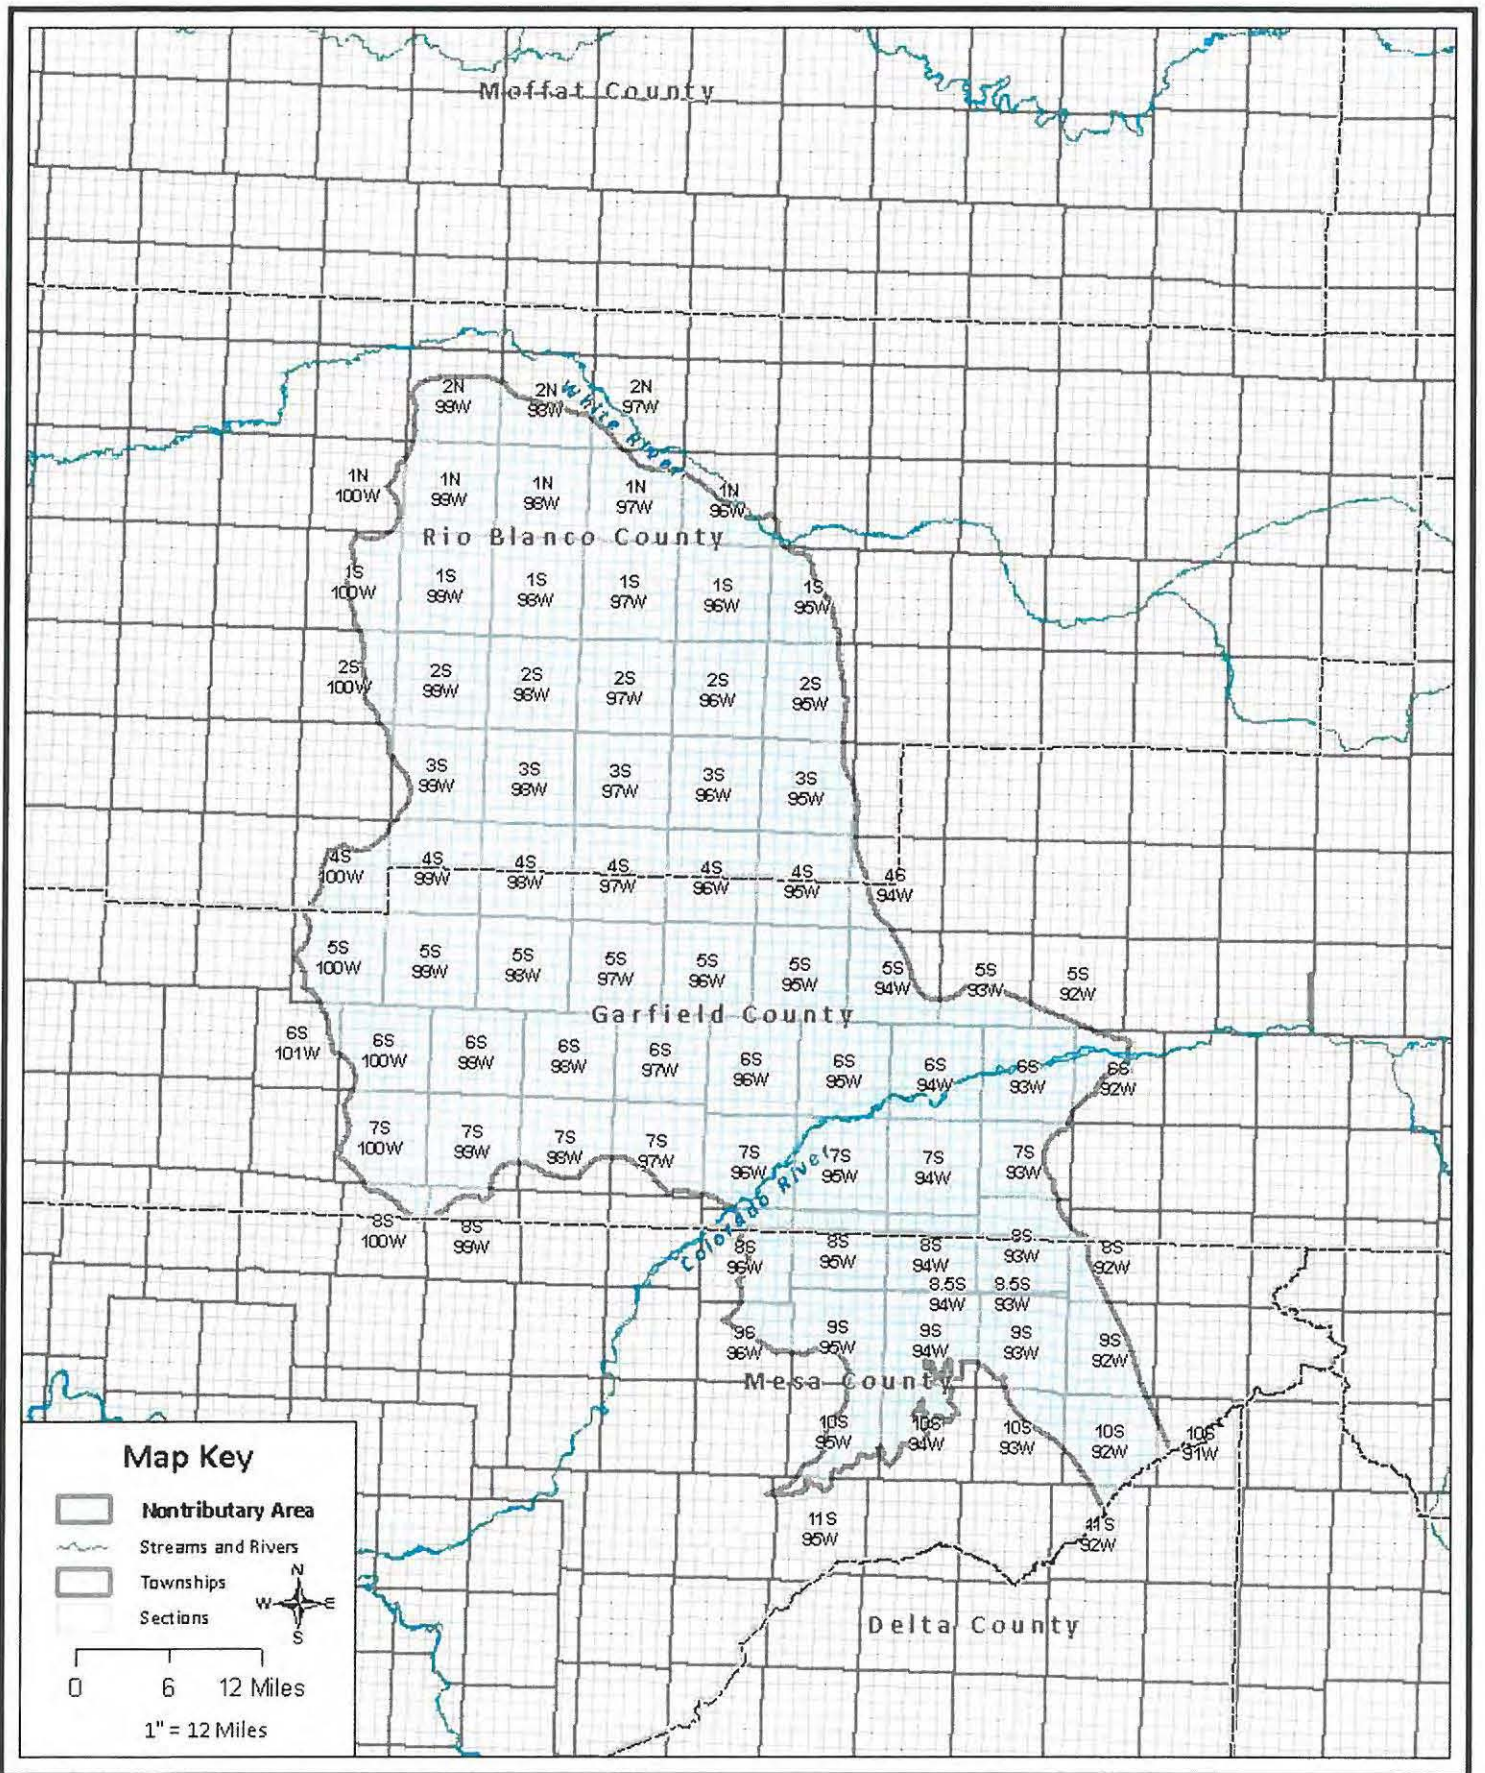 Moffat County
2N
99W
2N
98W
2N
97W
White River
1N
100W
1N
99W
1N
98W
1N
97W
1N
96W
Rio Blanco County
1S
100W
1S
99W
1S
98W
1S
97W
1S
96W
1S
95W
2S
100W
2S
99W
2S
98W
2S
97W
2S
96W
2S
95W
3S
99W
3S
98W
3S
97W
3S
96W
3S
95W
4S
100W
4S
99W
4S
98W
4S
97W
4S
96W
4S
95W
4S
94W
5S
100W
5S
99W
5S
98W
5S
97W
5S
96W
5S
95W
5S
94W
5S
93W
5S
92W
Garfield County
6S
101W
6S
100W
6S
99W
6S
98W
6S
97W
6S
96W
6S
95W
6S
94W
6S
93W
6S
92W
7S
100W
7S
99W
7S
98W
7S
97W
7S
96W
7S
95W
7S
94W
7S
93W
Colorado River
8S
100W
8S
99W
8S
96W
8S
95W
8S
94W
8S
93W
8S
92W
8.5S
94W
8.5S
93W
9S
96W
9S
95W
9S
94W
9S
93W
9S
92W
Mesa County
10S
95W
10S
94W
10S
93W
10S
92W
10S
91W
11S
95W
11S
92W
Delta County
Map Key
Nontributary Area
Streams and Rivers
Townships
Sections
N
W E
S
0 6 12 Miles
1" = 12 Miles